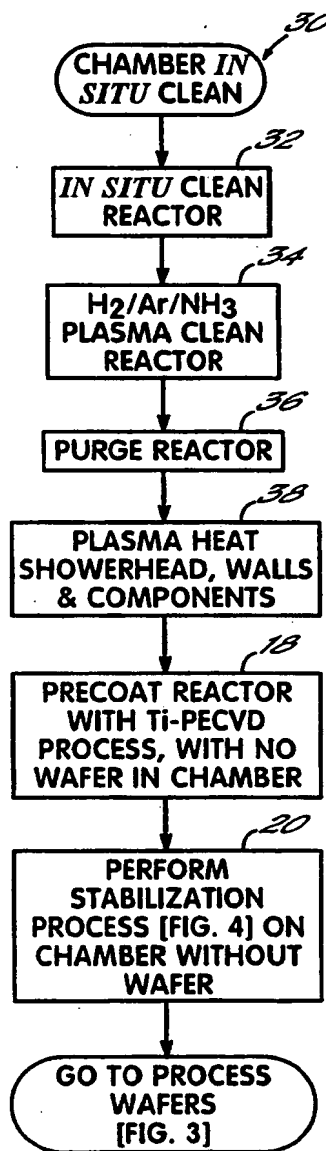 30
CHAMBER IN
SITU CLEAN
32
IN SITU CLEAN
REACTOR
34
H2/Ar/NH3
PLASMA CLEAN
REACTOR
36
PURGE REACTOR
38
PLASMA HEAT
SHOWERHEAD, WALLS
& COMPONENTS
18
PRECOAT REACTOR
WITH Ti-PECVD
PROCESS, WITH NO
WAFER IN CHAMBER
20
PERFORM
STABILIZATION
PROCESS [FIG. 4] ON
CHAMBER WITHOUT
WAFER
GO TO PROCESS
WAFERS
[FIG. 3]